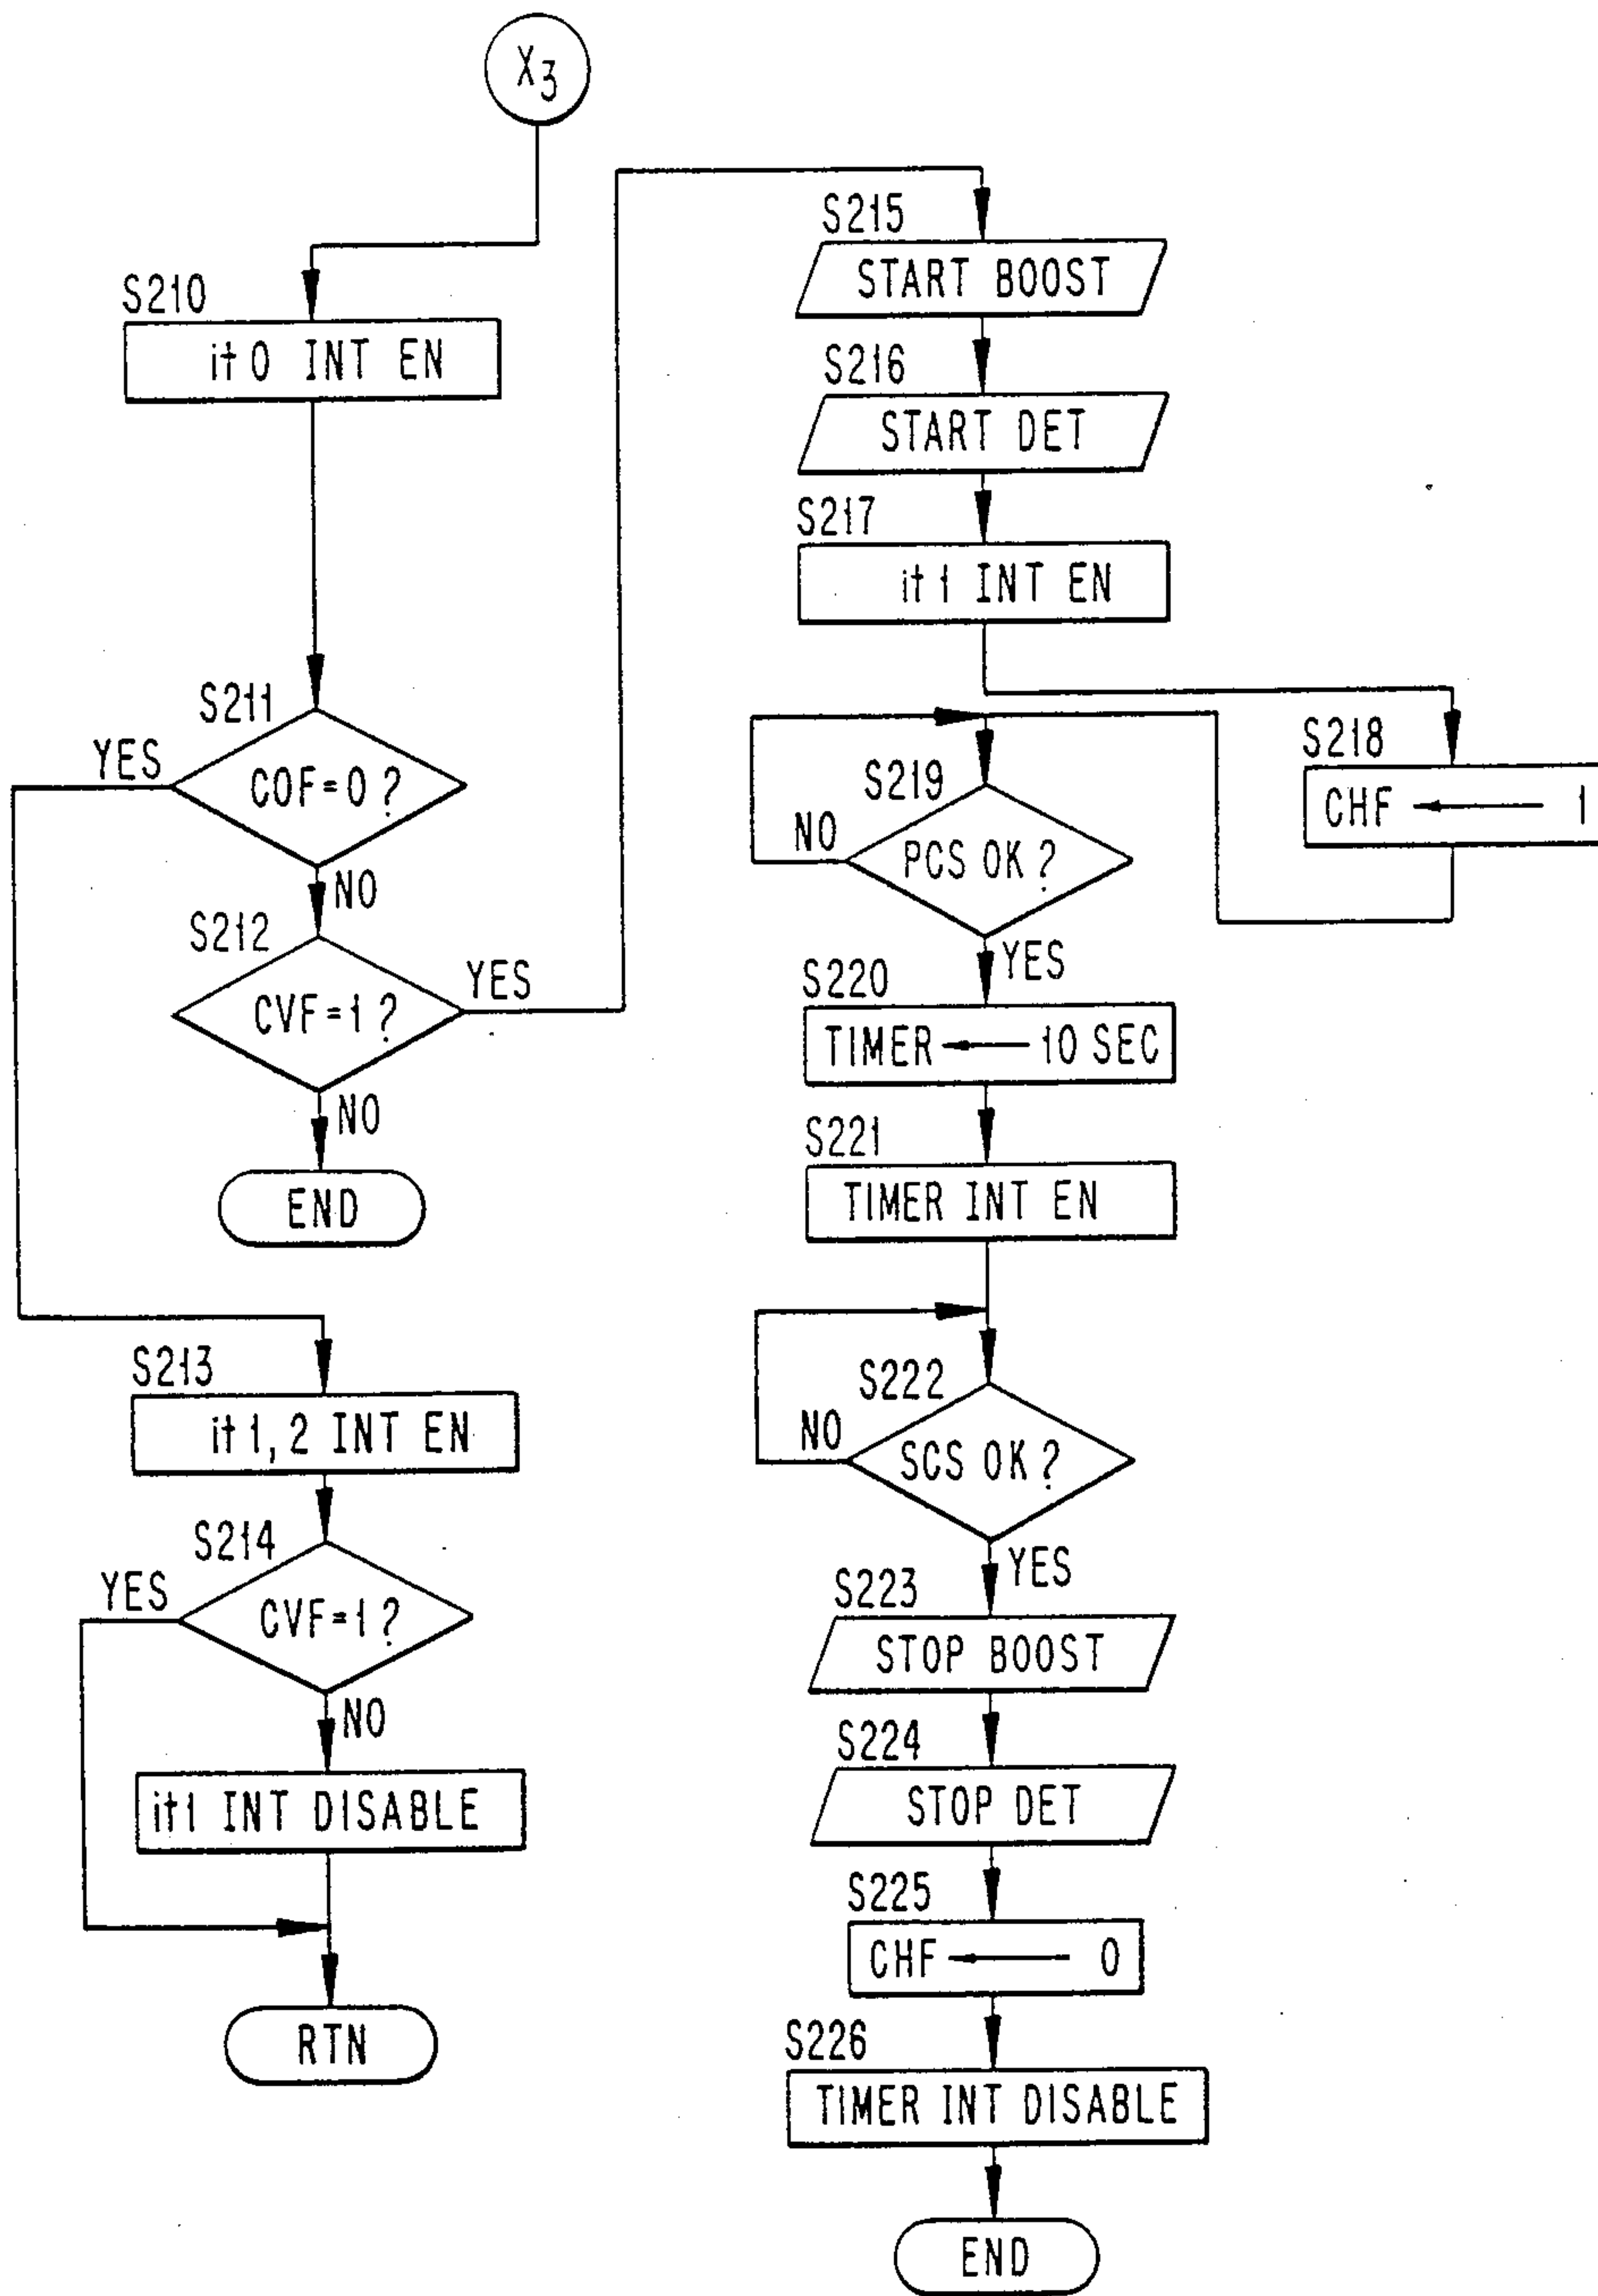 X3
S210
it 0 INT EN
S211
COF=0 ?
YES
NO
S212
CVF=1 ?
YES
NO
END
S213
it 1, 2 INT EN
S214
CVF=1 ?
YES
NO
it1 INT DISABLE
RTN
S215
START BOOST
S216
START DET
S217
it 1 INT EN
S218
CHF ← 1
S219
PCS OK ?
NO
YES
S220
TIMER ← 10 SEC
S221
TIMER INT EN
S222
SCS OK ?
NO
YES
S223
STOP BOOST
S224
STOP DET
S225
CHF ← 0
S226
TIMER INT DISABLE
END